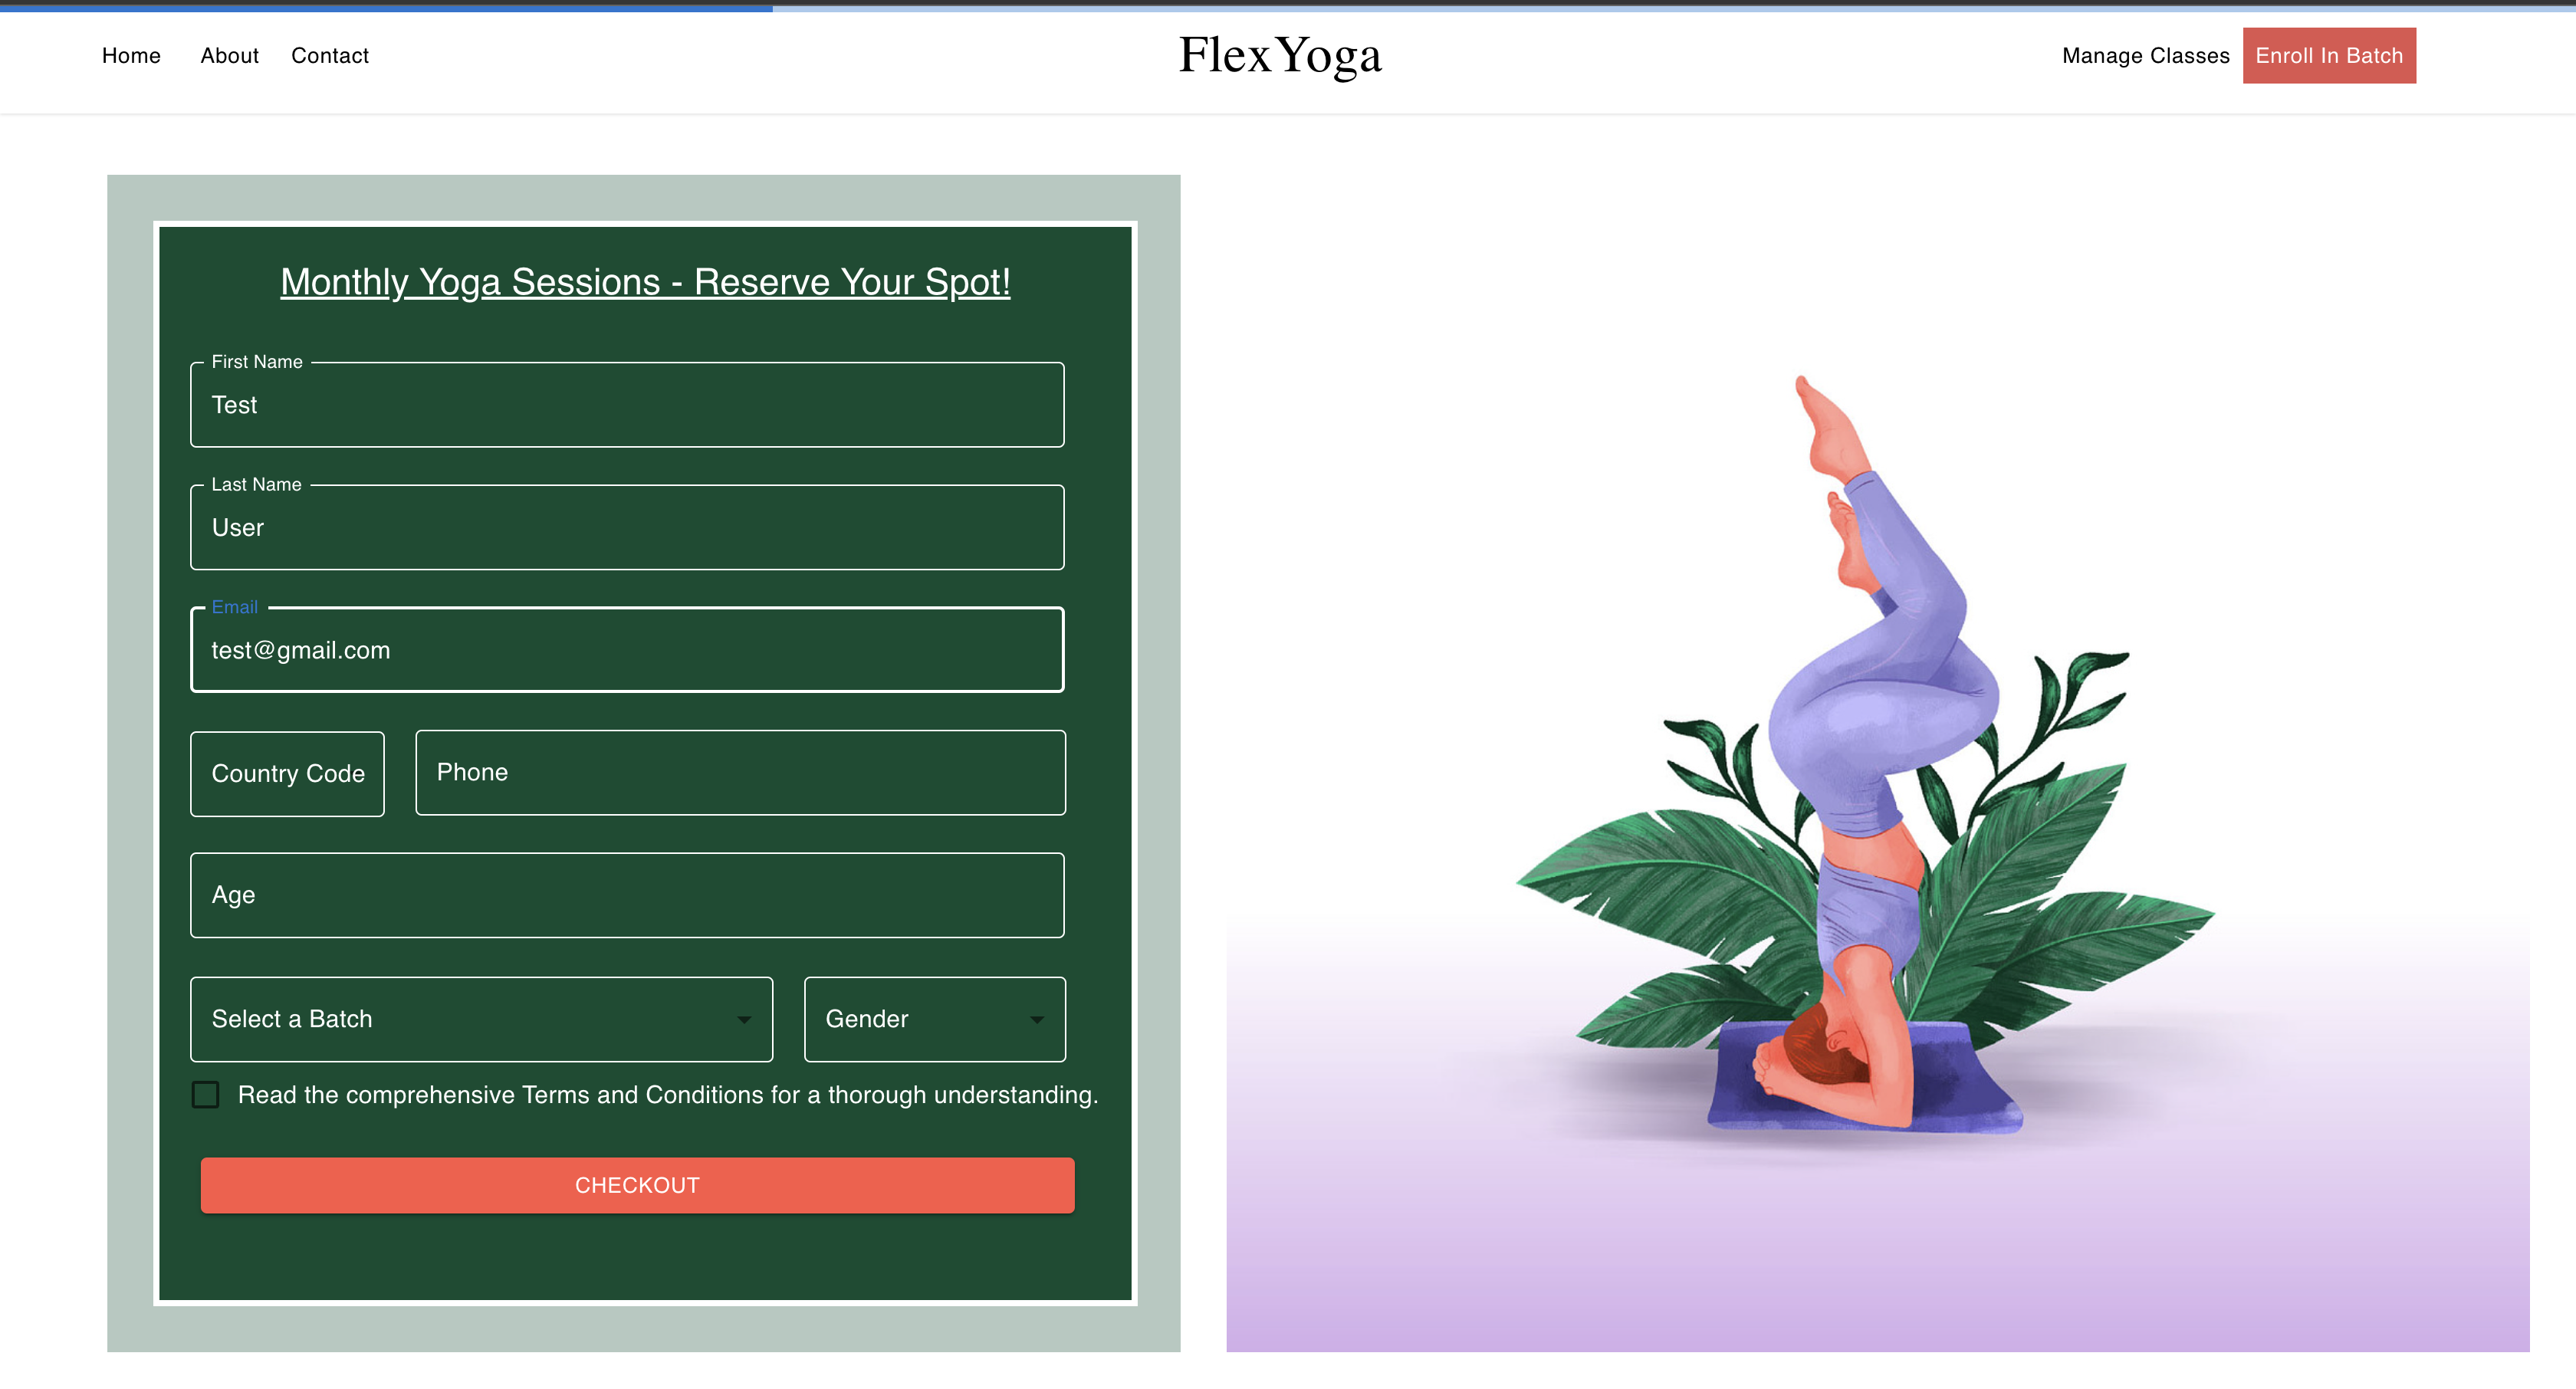 Home About Contact FlexYoga Manage Classes Enroll In Batch
Monthly Yoga Sessions - Reserve Your Spot!
First Name
Test
Last Name
User
Email
test@gmail.com
Country Code Phone
Age
Select a Batch Gender
Read the comprehensive Terms and Conditions for a thorough understanding.
CHECKOUT